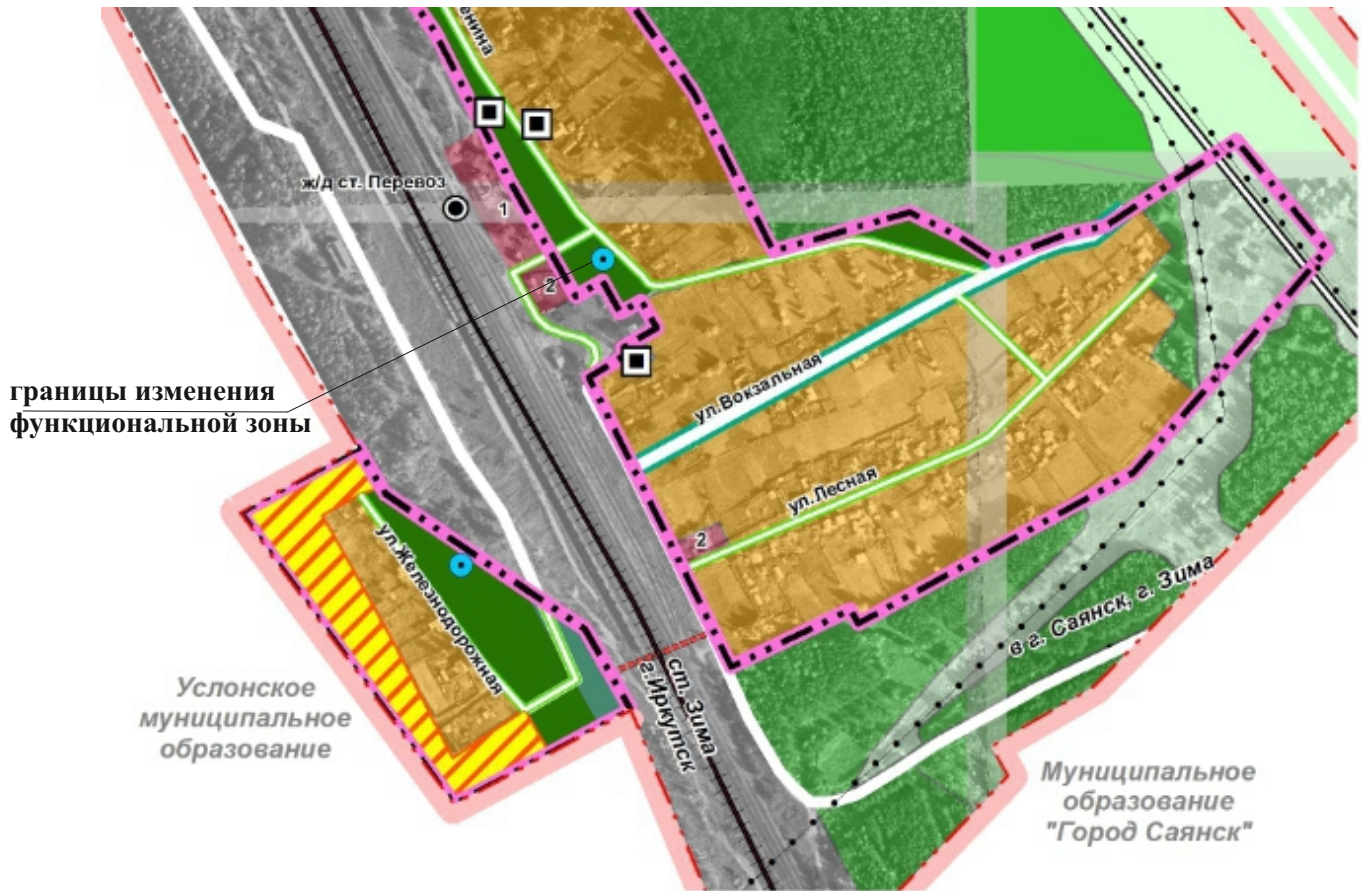 енина
ж/д ст. Перевоз
1
2
границы изменения
функциональной зоны
ул.Вокзальная
ул.Лесная
2
ул.Железнодорожная
в г. Саянск, г. Зима
ст. Зима
г.Иркутск
Услонское
муниципальное
образование
Муниципальное
образование
"Город Саянск"